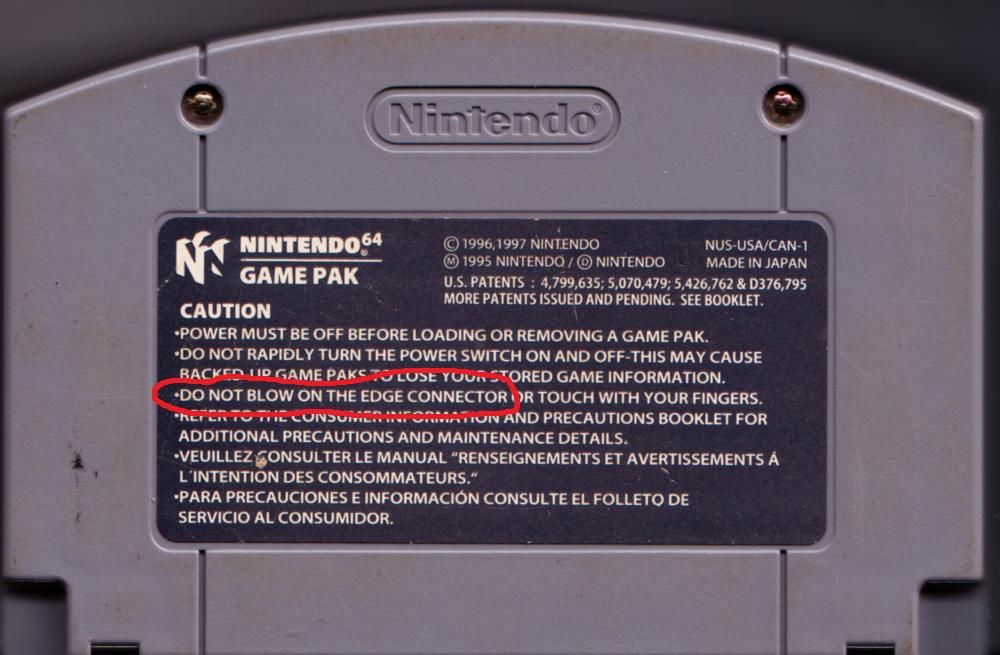 Nintendo®
NINTENDO⁶⁴®
GAME PAK
© 1996,1997 NINTENDO
Ⓜ 1995 NINTENDO / Ⓓ NINTENDO
NUS-USA/CAN-1
MADE IN JAPAN
U.S. PATENTS : 4,799,635; 5,070,479; 5,426,762 & D376,795
MORE PATENTS ISSUED AND PENDING. SEE BOOKLET.
CAUTION
•POWER MUST BE OFF BEFORE LOADING OR REMOVING A GAME PAK.
•DO NOT RAPIDLY TURN THE POWER SWITCH ON AND OFF-THIS MAY CAUSE
BACKED-UP GAME PAKS TO LOSE YOUR STORED GAME INFORMATION.
•DO NOT BLOW ON THE EDGE CONNECTOR OR TOUCH WITH YOUR FINGERS.
•REFER TO THE CONSUMER INFORMATION AND PRECAUTIONS BOOKLET FOR
ADDITIONAL PRECAUTIONS AND MAINTENANCE DETAILS.
•VEUILLEZ CONSULTER LE MANUAL "RENSEIGNEMENTS ET AVERTISSEMENTS Á
L'INTENTION DES CONSOMMATEURS."
•PARA PRECAUCIONES E INFORMACIÓN CONSULTE EL FOLLETO DE
SERVICIO AL CONSUMIDOR.